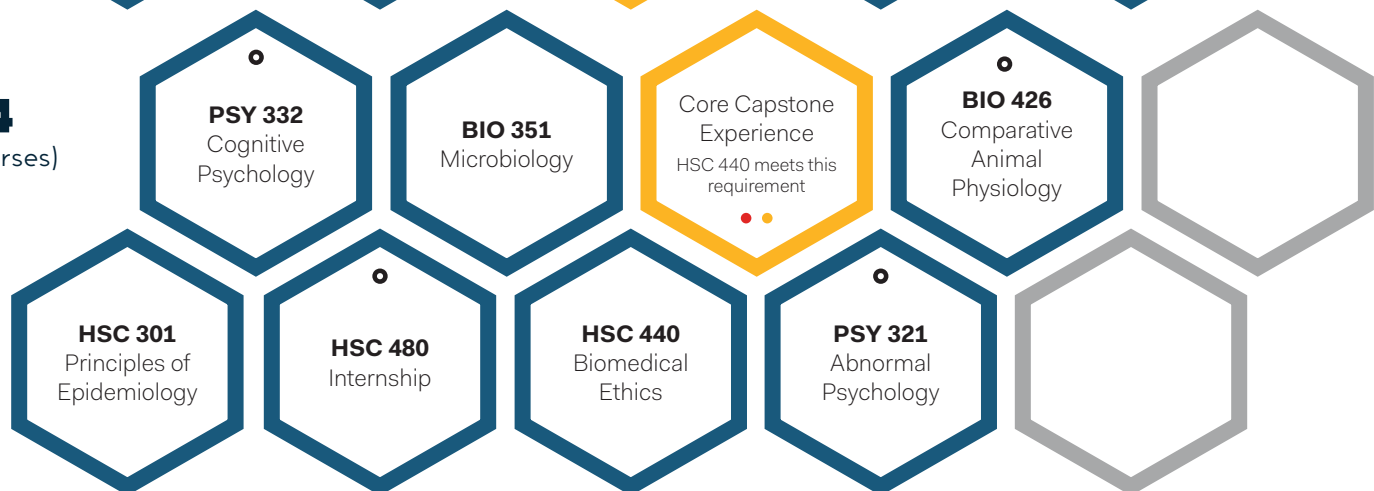 4
PSY 332
Cognitive
Psychology
BIO 351
Microbiology
Core Capstone
Experience
HSC 440 meets this
requirement
BIO 426
Comparative
Animal
Physiology
HSC 301
Principles of
Epidemiology
HSC 480
Internship
HSC 440
Biomedical
Ethics
PSY 321
Abnormal
Psychology